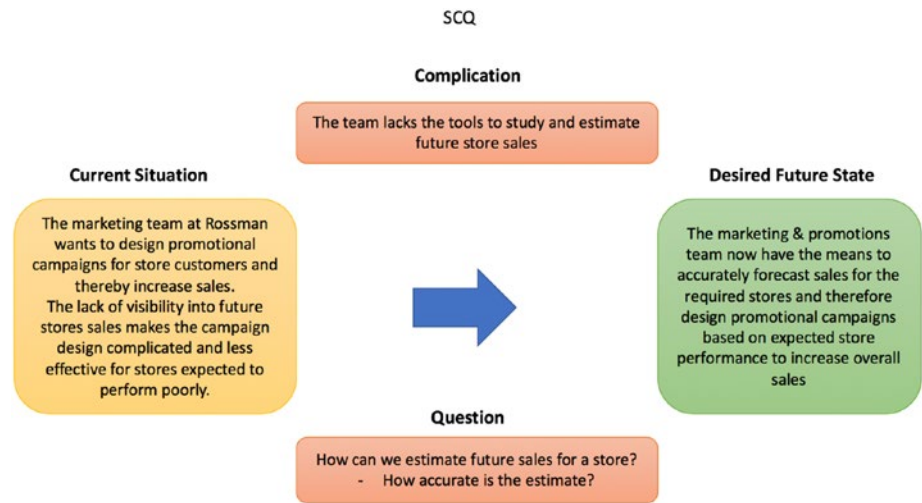 SCQ
Complication
The team lacks the tools to study and estimate
future store sales
Current Situation
The marketing team at Rossman
wants to design promotional
campaigns for store customers and
thereby increase sales.
The lack of visibility into future
stores sales makes the campaign
design complicated and less
effective for stores expected to
perform poorly.
Desired Future State
The marketing & promotions
team now have the means to
accurately forecast sales for the
required stores and therefore
design promotional campaigns
based on expected store
performance to increase overall
sales
Question
How can we estimate future sales for a store?
- How accurate is the estimate?